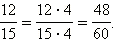 12/15 = 12 · 4/15 · 4 = 48/60.